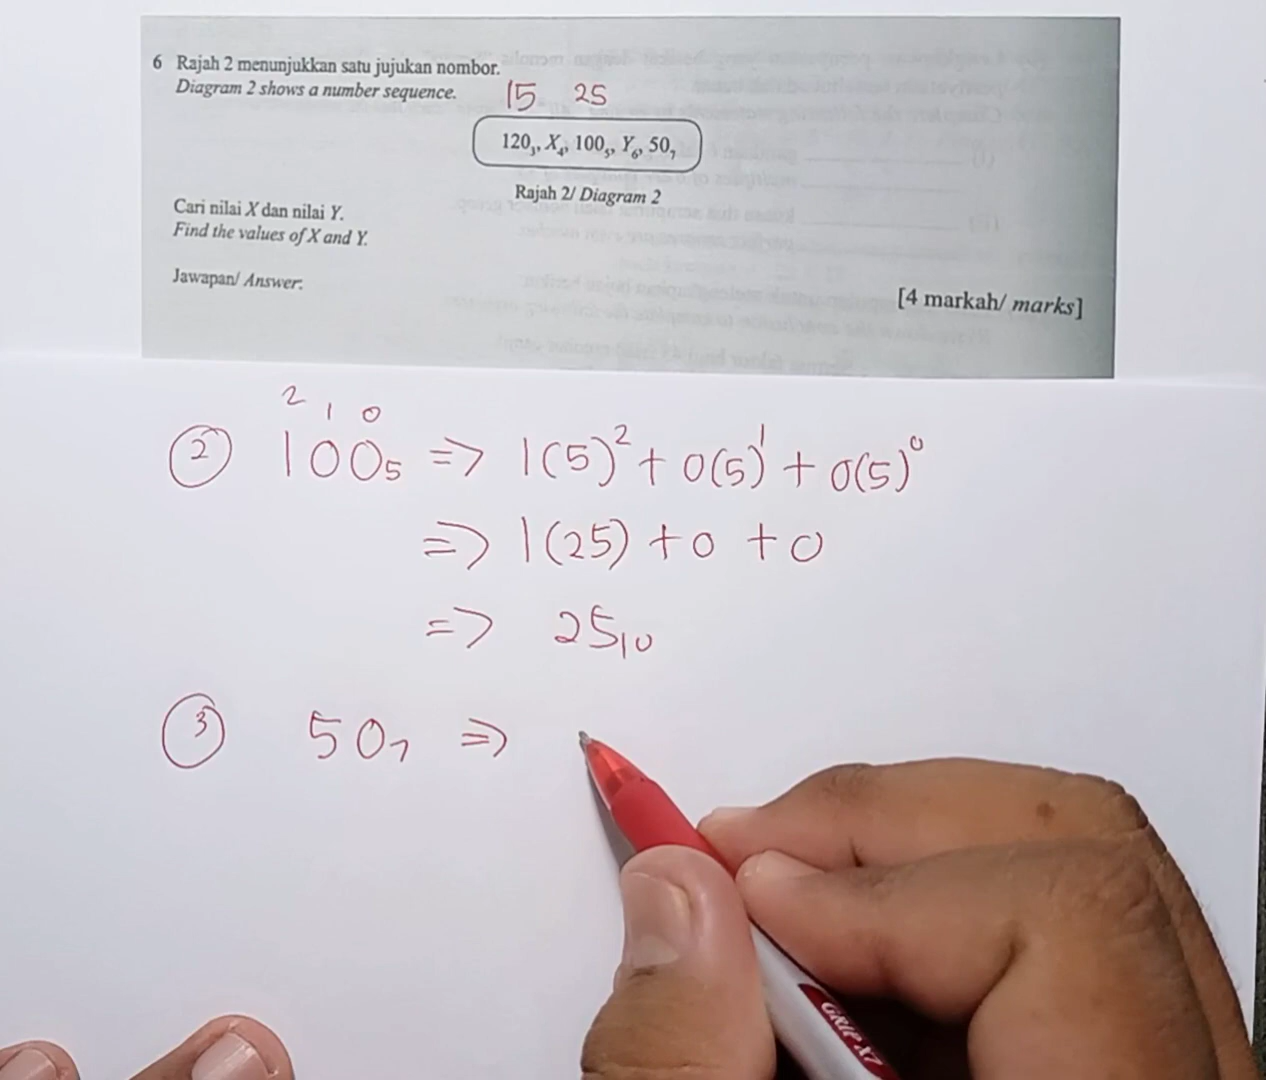 6 Rajah 2 menunjukkan satu jujukan nombor.
Diagram 2 shows a number sequence.
15 25
120₃, X₄, 100₅, Y₆, 50₇
Rajah 2/ Diagram 2
Cari nilai X dan nilai Y.
Find the values of X and Y.
Jawapan/ Answer:
[4 markah/ marks]
2 1 0
② 100₅ => 1(5)² + 0(5)¹ + 0(5)⁰
=> 1(25) + 0 + 0
=> 25₁₀
③ 50₇ =>
GRIP X7